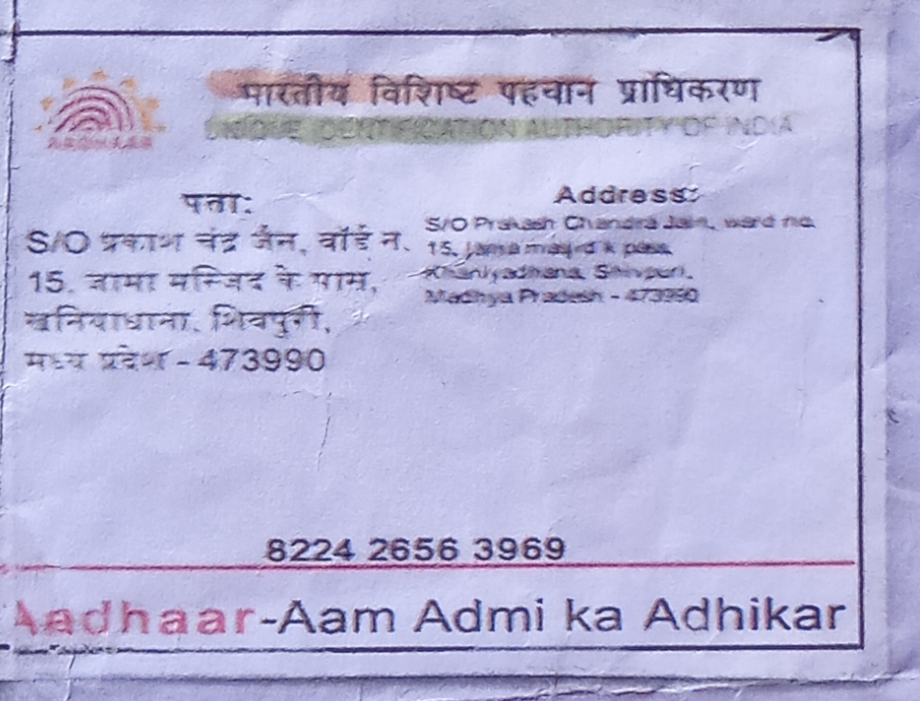 भारतीय विशिष्ट पहचान प्राधिकरण
UNIQUE IDENTIFICATION AUTHORITY OF INDIA
AADHAAR
पता:
S/O प्रकाश चंद्र जैन, वॉर्ड न.
15, जामा मस्जिद के पास,
खनियाधाना, शिवपुरी,
मध्य प्रदेश - 473990
Address:
S/O Prakash Chandra Jain, ward no.
15, jama masjid k pass,
Khaniyadhana, Shivpuri,
Madhya Pradesh - 473990
8224 2656 3969
Aadhaar-Aam Admi ka Adhikar